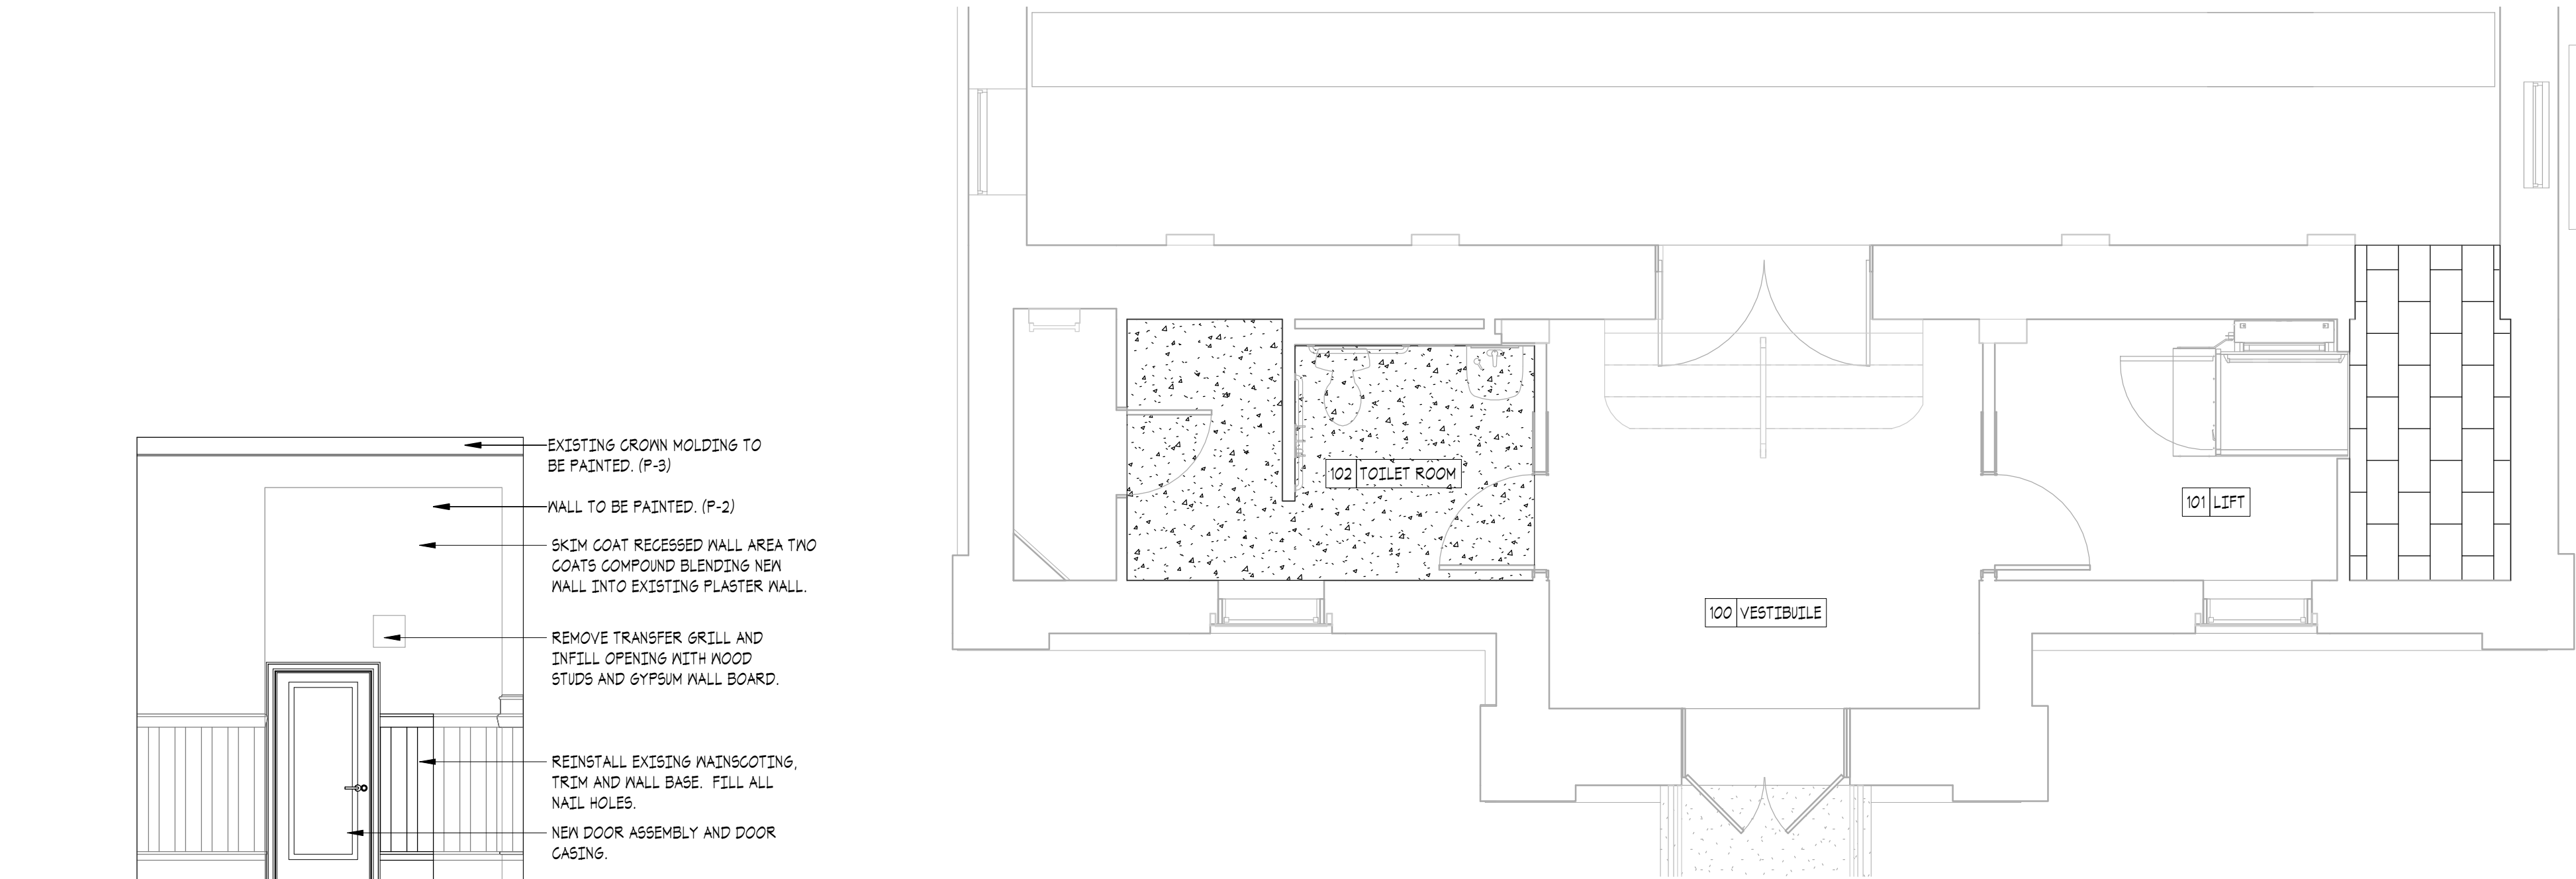 EXISTING CROWN MOLDING TO
BE PAINTED. (P-3)
WALL TO BE PAINTED. (P-2)
SKIM COAT RECESSED WALL AREA TWO
COATS COMPOUND BLENDING NEW
WALL INTO EXISTING PLASTER WALL.
REMOVE TRANSFER GRILL AND
INFILL OPENING WITH WOOD
STUDS AND GYPSUM WALL BOARD.
REINSTALL EXISING WAINSCOTING,
TRIM AND WALL BASE. FILL ALL
NAIL HOLES.
NEW DOOR ASSEMBLY AND DOOR
CASING.
102 TOILET ROOM
101 LIFT
100 VESTIBUILE